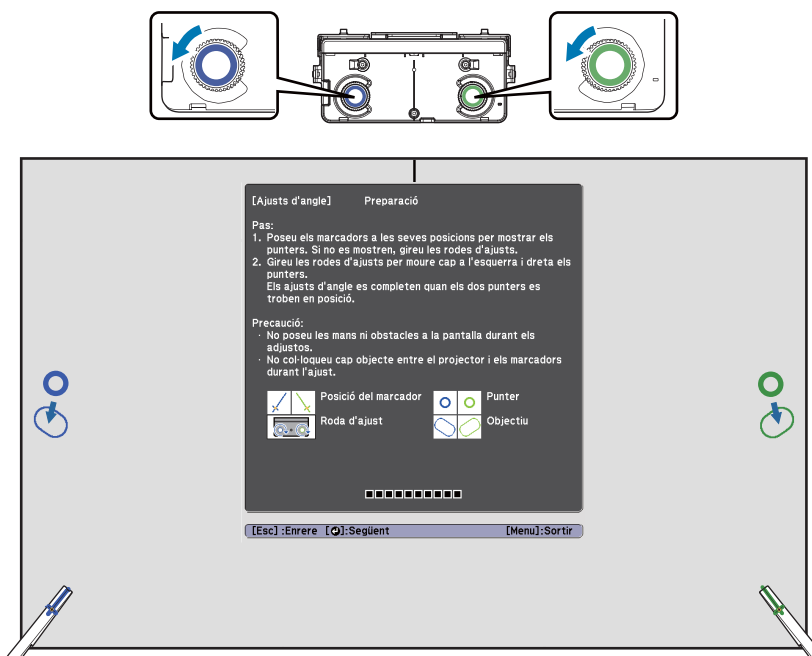 [Ajusts d'angle] Preparació
Pas:
1. Poseu els marcadors a les seves posicions per mostrar els
punters. Si no es mostren, gireu les rodes d'ajusts.
2. Gireu les rodes d'ajusts per moure cap a l'esquerra i dreta els
punters.
Els ajusts d'angle es completen quan els dos punters es
troben en posició.
Precaució:
· No poseu les mans ni obstacles a la pantalla durant els
adjustos.
· No col·loqueu cap objecte entre el projector i els marcadors
durant l'ajust.
Posició del marcador Punter
Roda d'ajust Objectiu
[Esc] :Enrere [⏎]:Següent [Menu]:Sortir